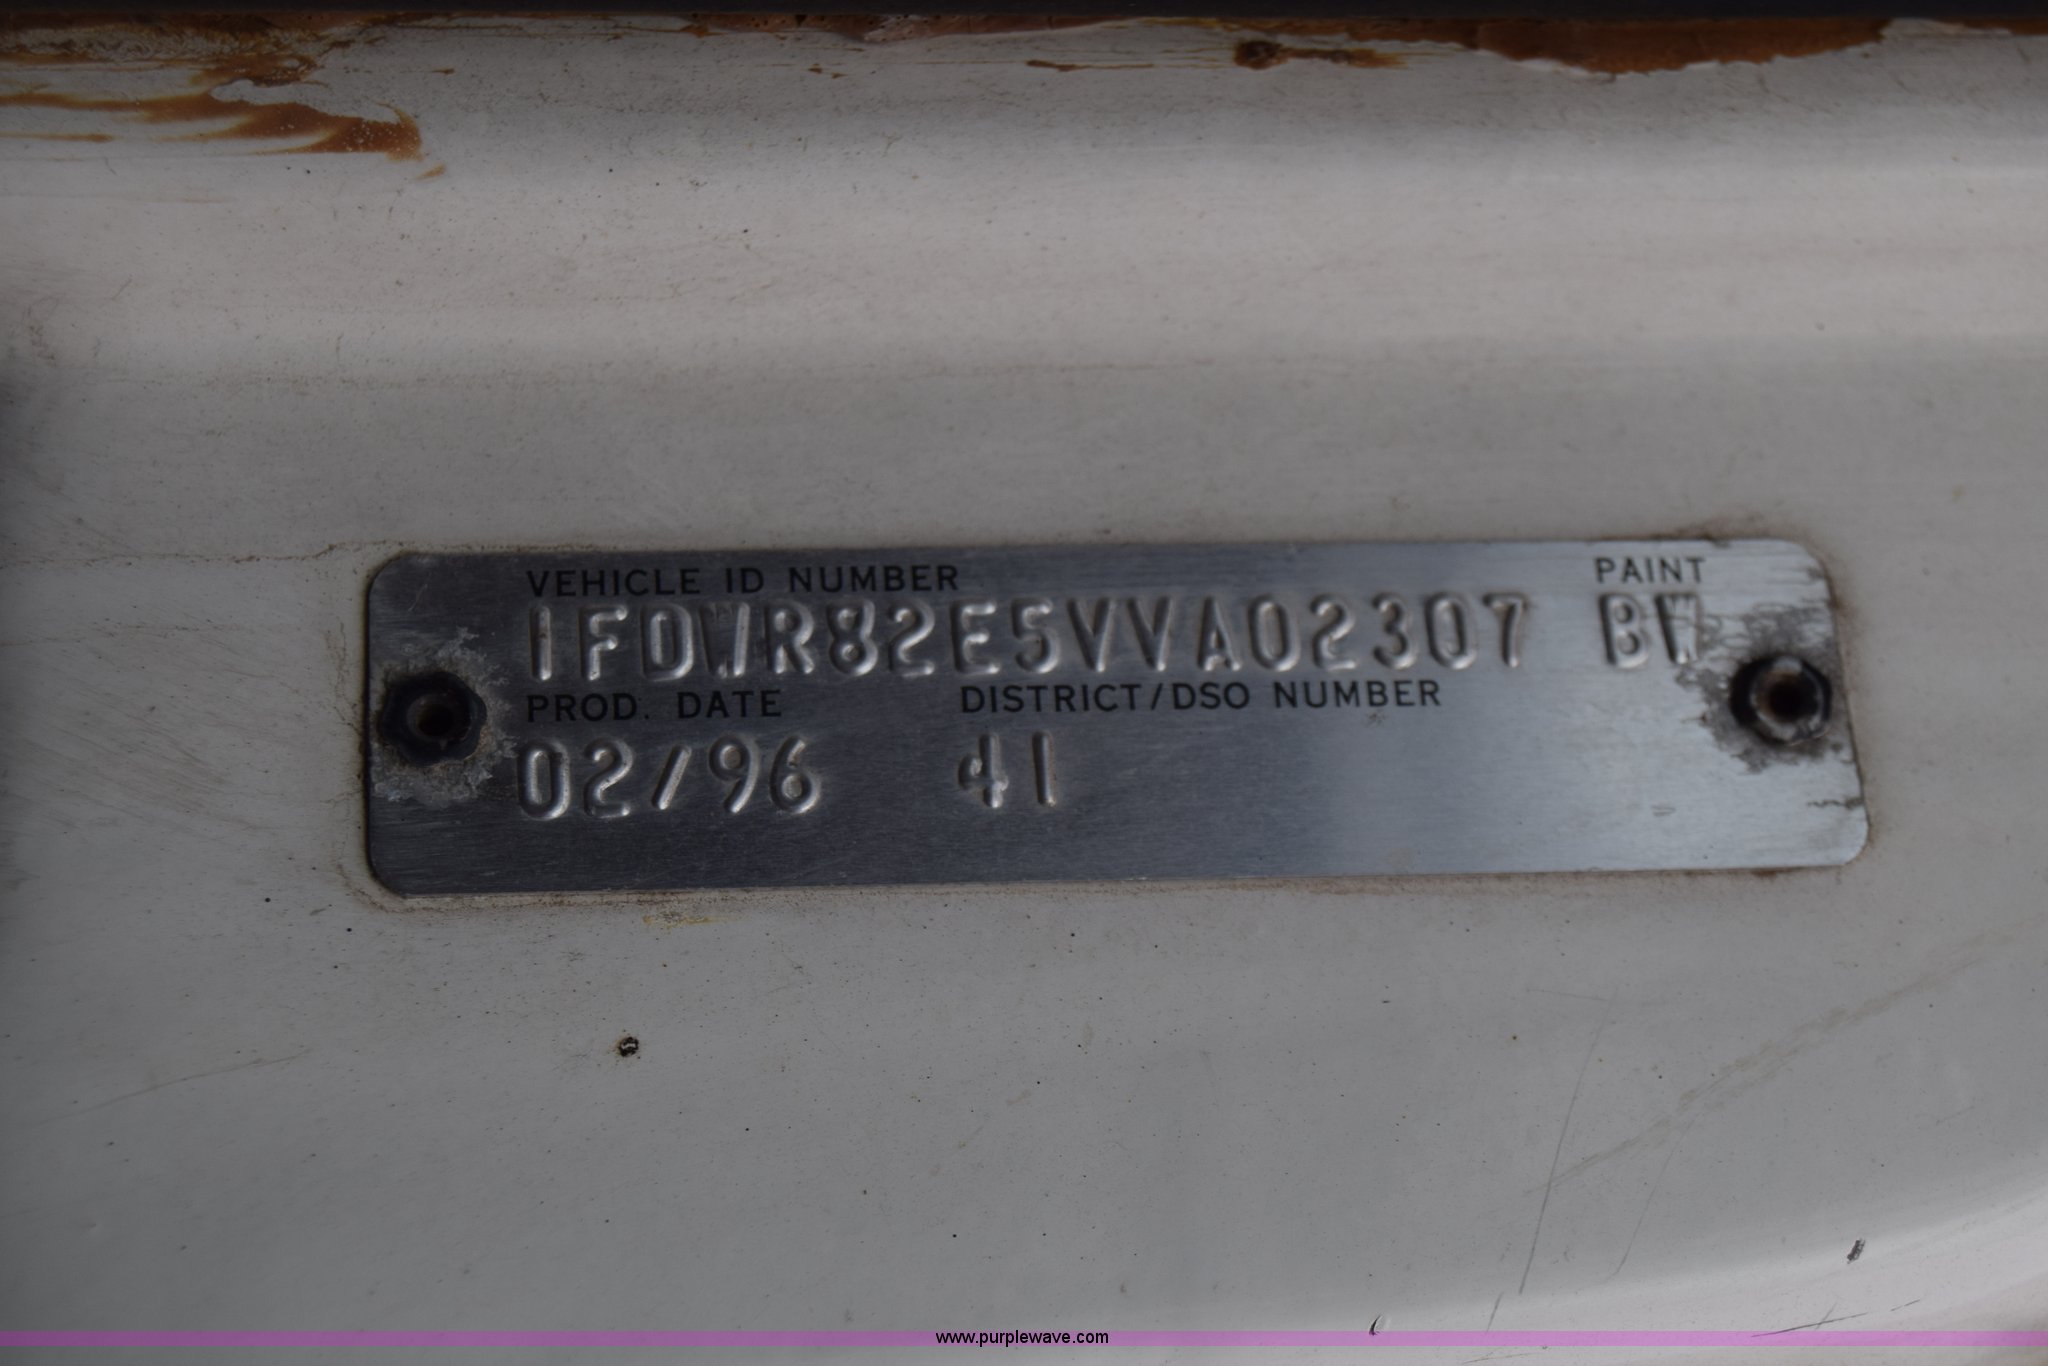 VEHICLE ID NUMBER PAINT
1FDWR82E5VVA02307 BW
PROD. DATE DISTRICT/DSO NUMBER
02/96 41
www.purplewave.com